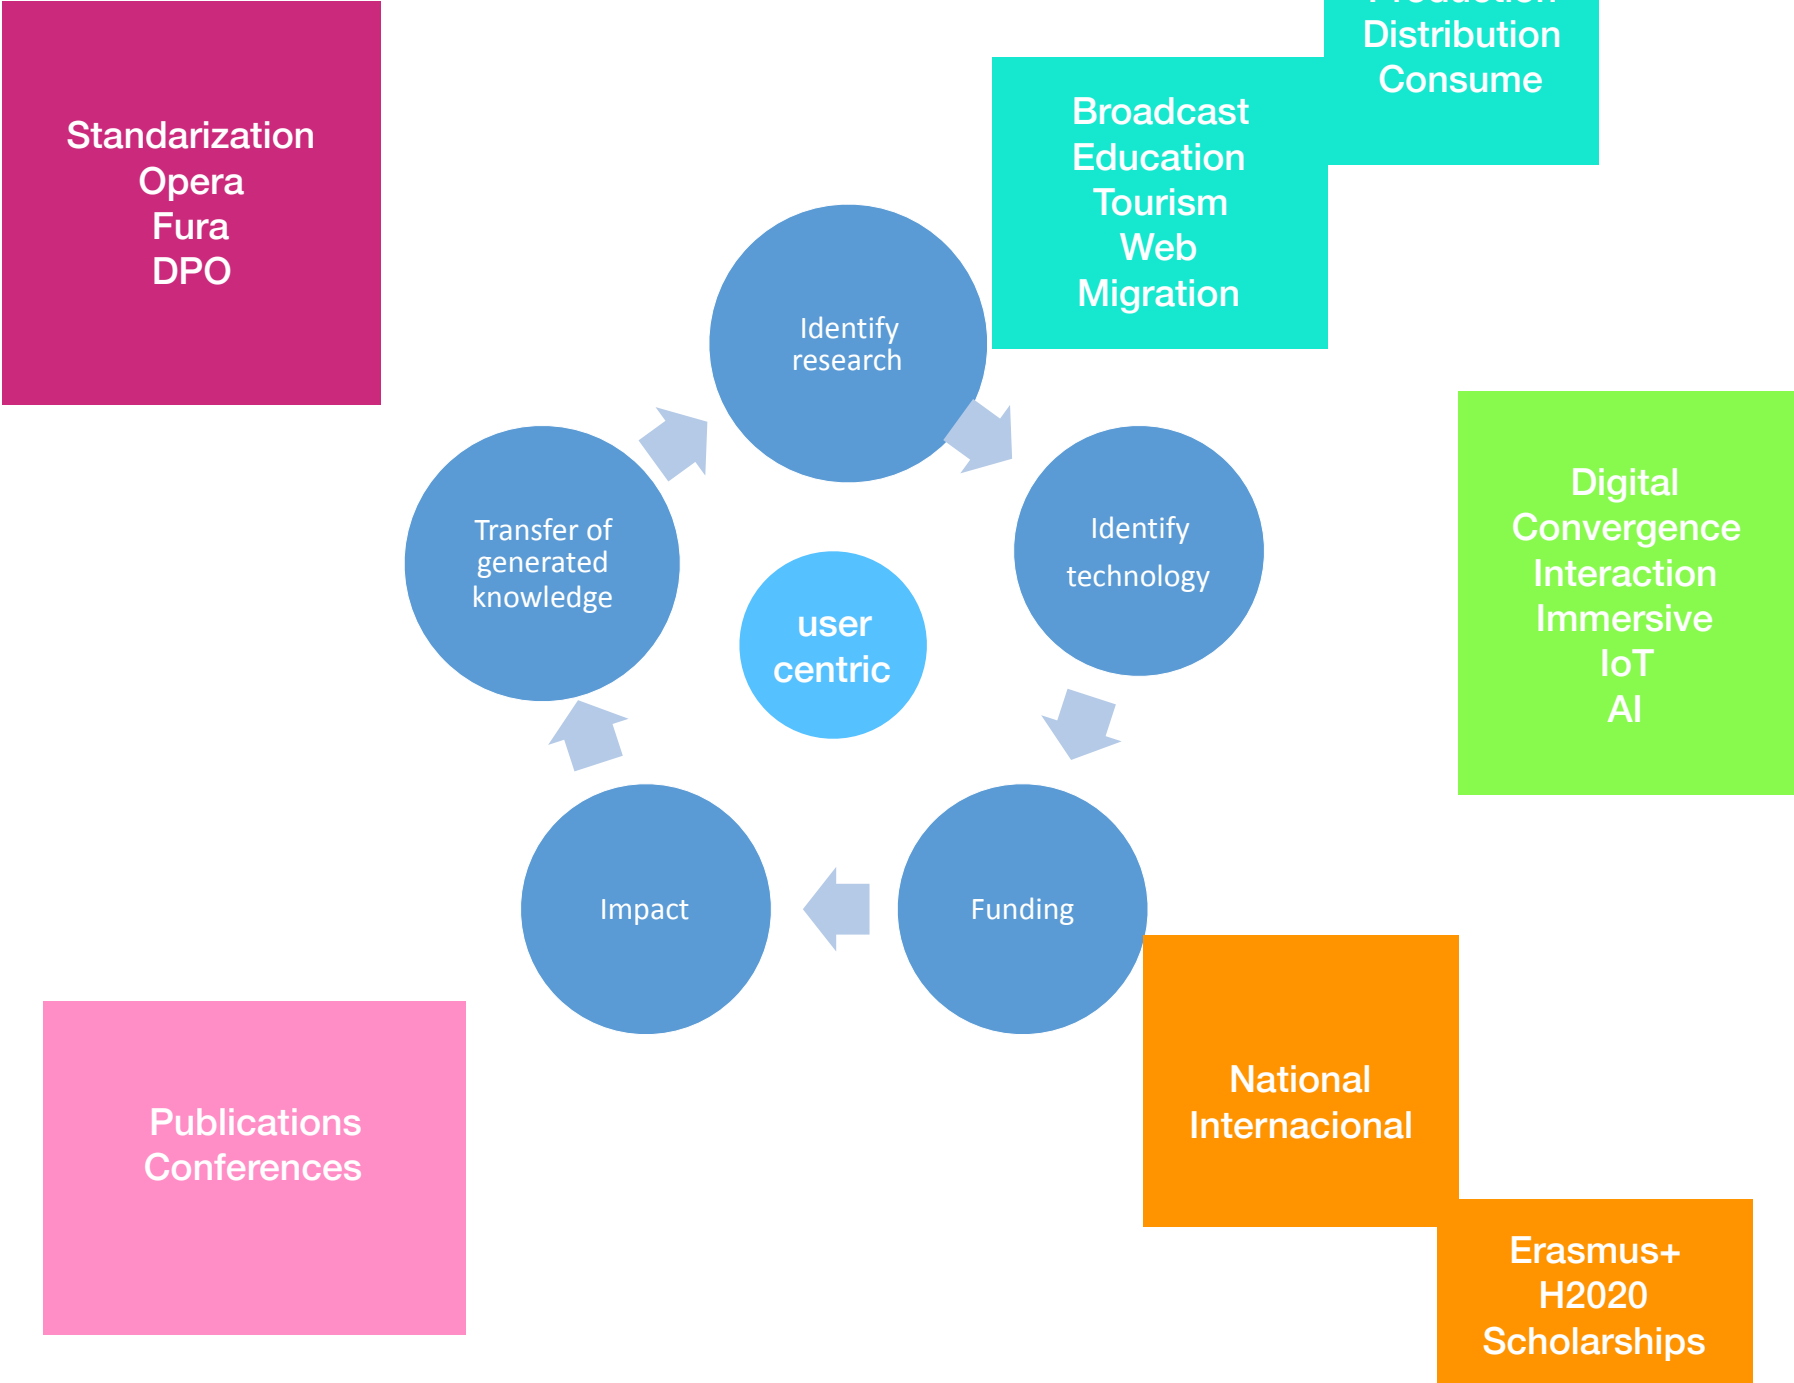 Standarization
Opera
Fura
DPO
Production
Distribution
Consume
Broadcast
Education
Tourism
Web
Migration
Identify
research
Identify
technology
Digital
Convergence
Interaction
Immersive
IoT
AI
Transfer of
generated
knowledge
user
centric
Impact
Funding
National
Internacional
Erasmus+
H2020
Scholarships
Publications
Conferences